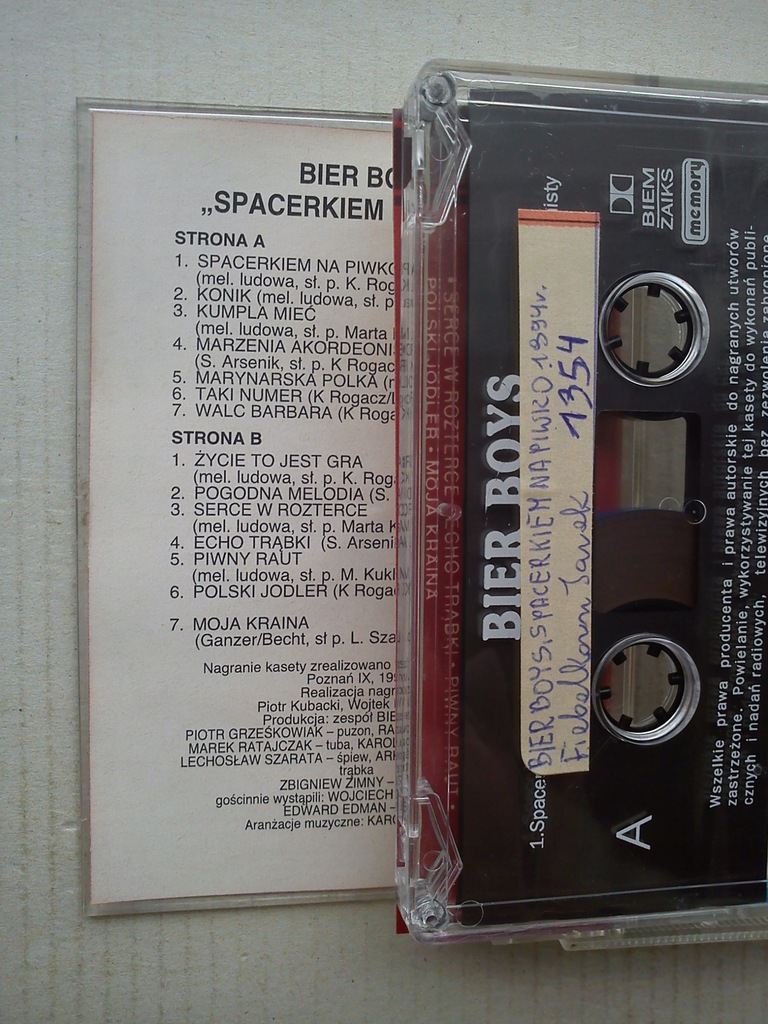 BIER BO
„SPACERKIEM
STRONA A
1. SPACERKIEM NA PIWKO
(mel. ludowa, sł. p. K. Rog
2. KONIK (mel. ludowa, sł. p
3. KUMPLA MIEĆ
(mel. ludowa, sł. p. Marta
4. MARZENIA AKORDEONIS
(S. Arsenik, sł. p. K Rogac
5. MARYNARSKA POLKA (
6. TAKI NUMER (K Rogacz/
7. WALC BARBARA (K Roga
STRONA B
1. ŻYCIE TO JEST GRA
(mel. ludowa, sł. p. K. Rog
2. POGODNA MELODIA (S.
3. SERCE W ROZTERCE
(mel. ludowa, sł. p. Marta K
4. ECHO TRĄBKI (S. Arseni
5. PIWNY RAUT
(mel. ludowa, sł. p. M. Kukl
6. POLSKI JODLER (K Roga
7. MOJA KRAINA
(Ganzer/Becht, sł p. L. Sza
Nagranie kasety zrealizowano
Poznań IX, 19
Realizacja nagr
Piotr Kubacki, Wojtek
Produkcja: zespół BIE
PIOTR GRZEŚKOWIAK – puzon, RA
MAREK RATAJCZAK – tuba, KAROL
LECHOSŁAW SZARATA – śpiew, AR
trąbka
ZBIGNIEW ZIMNY –
gościnnie wystąpili: WOJCIECH
EDWARD EDMAN –
Aranżacje muzyczne: KARO
• SERCE W ROZTERCE • ECHO TRĄBKI • PIWNY RAUT •
POLSKI JODLER • MOJA KRAINA
BIER BOYS
1.Spacer
isty
BIER BOYS, SPACERKIEM NA PIWKO 1994r.
1354
A
BIEM
ZAIKS
memory
Wszelkie prawa producenta i prawa autorskie do nagranych utworów
zastrzeżone. Powielanie, wykorzystywanie tej kasety do wykonań publi-
cznych i nadań radiowych, telewizyjnych bez zezwolenia zabronione